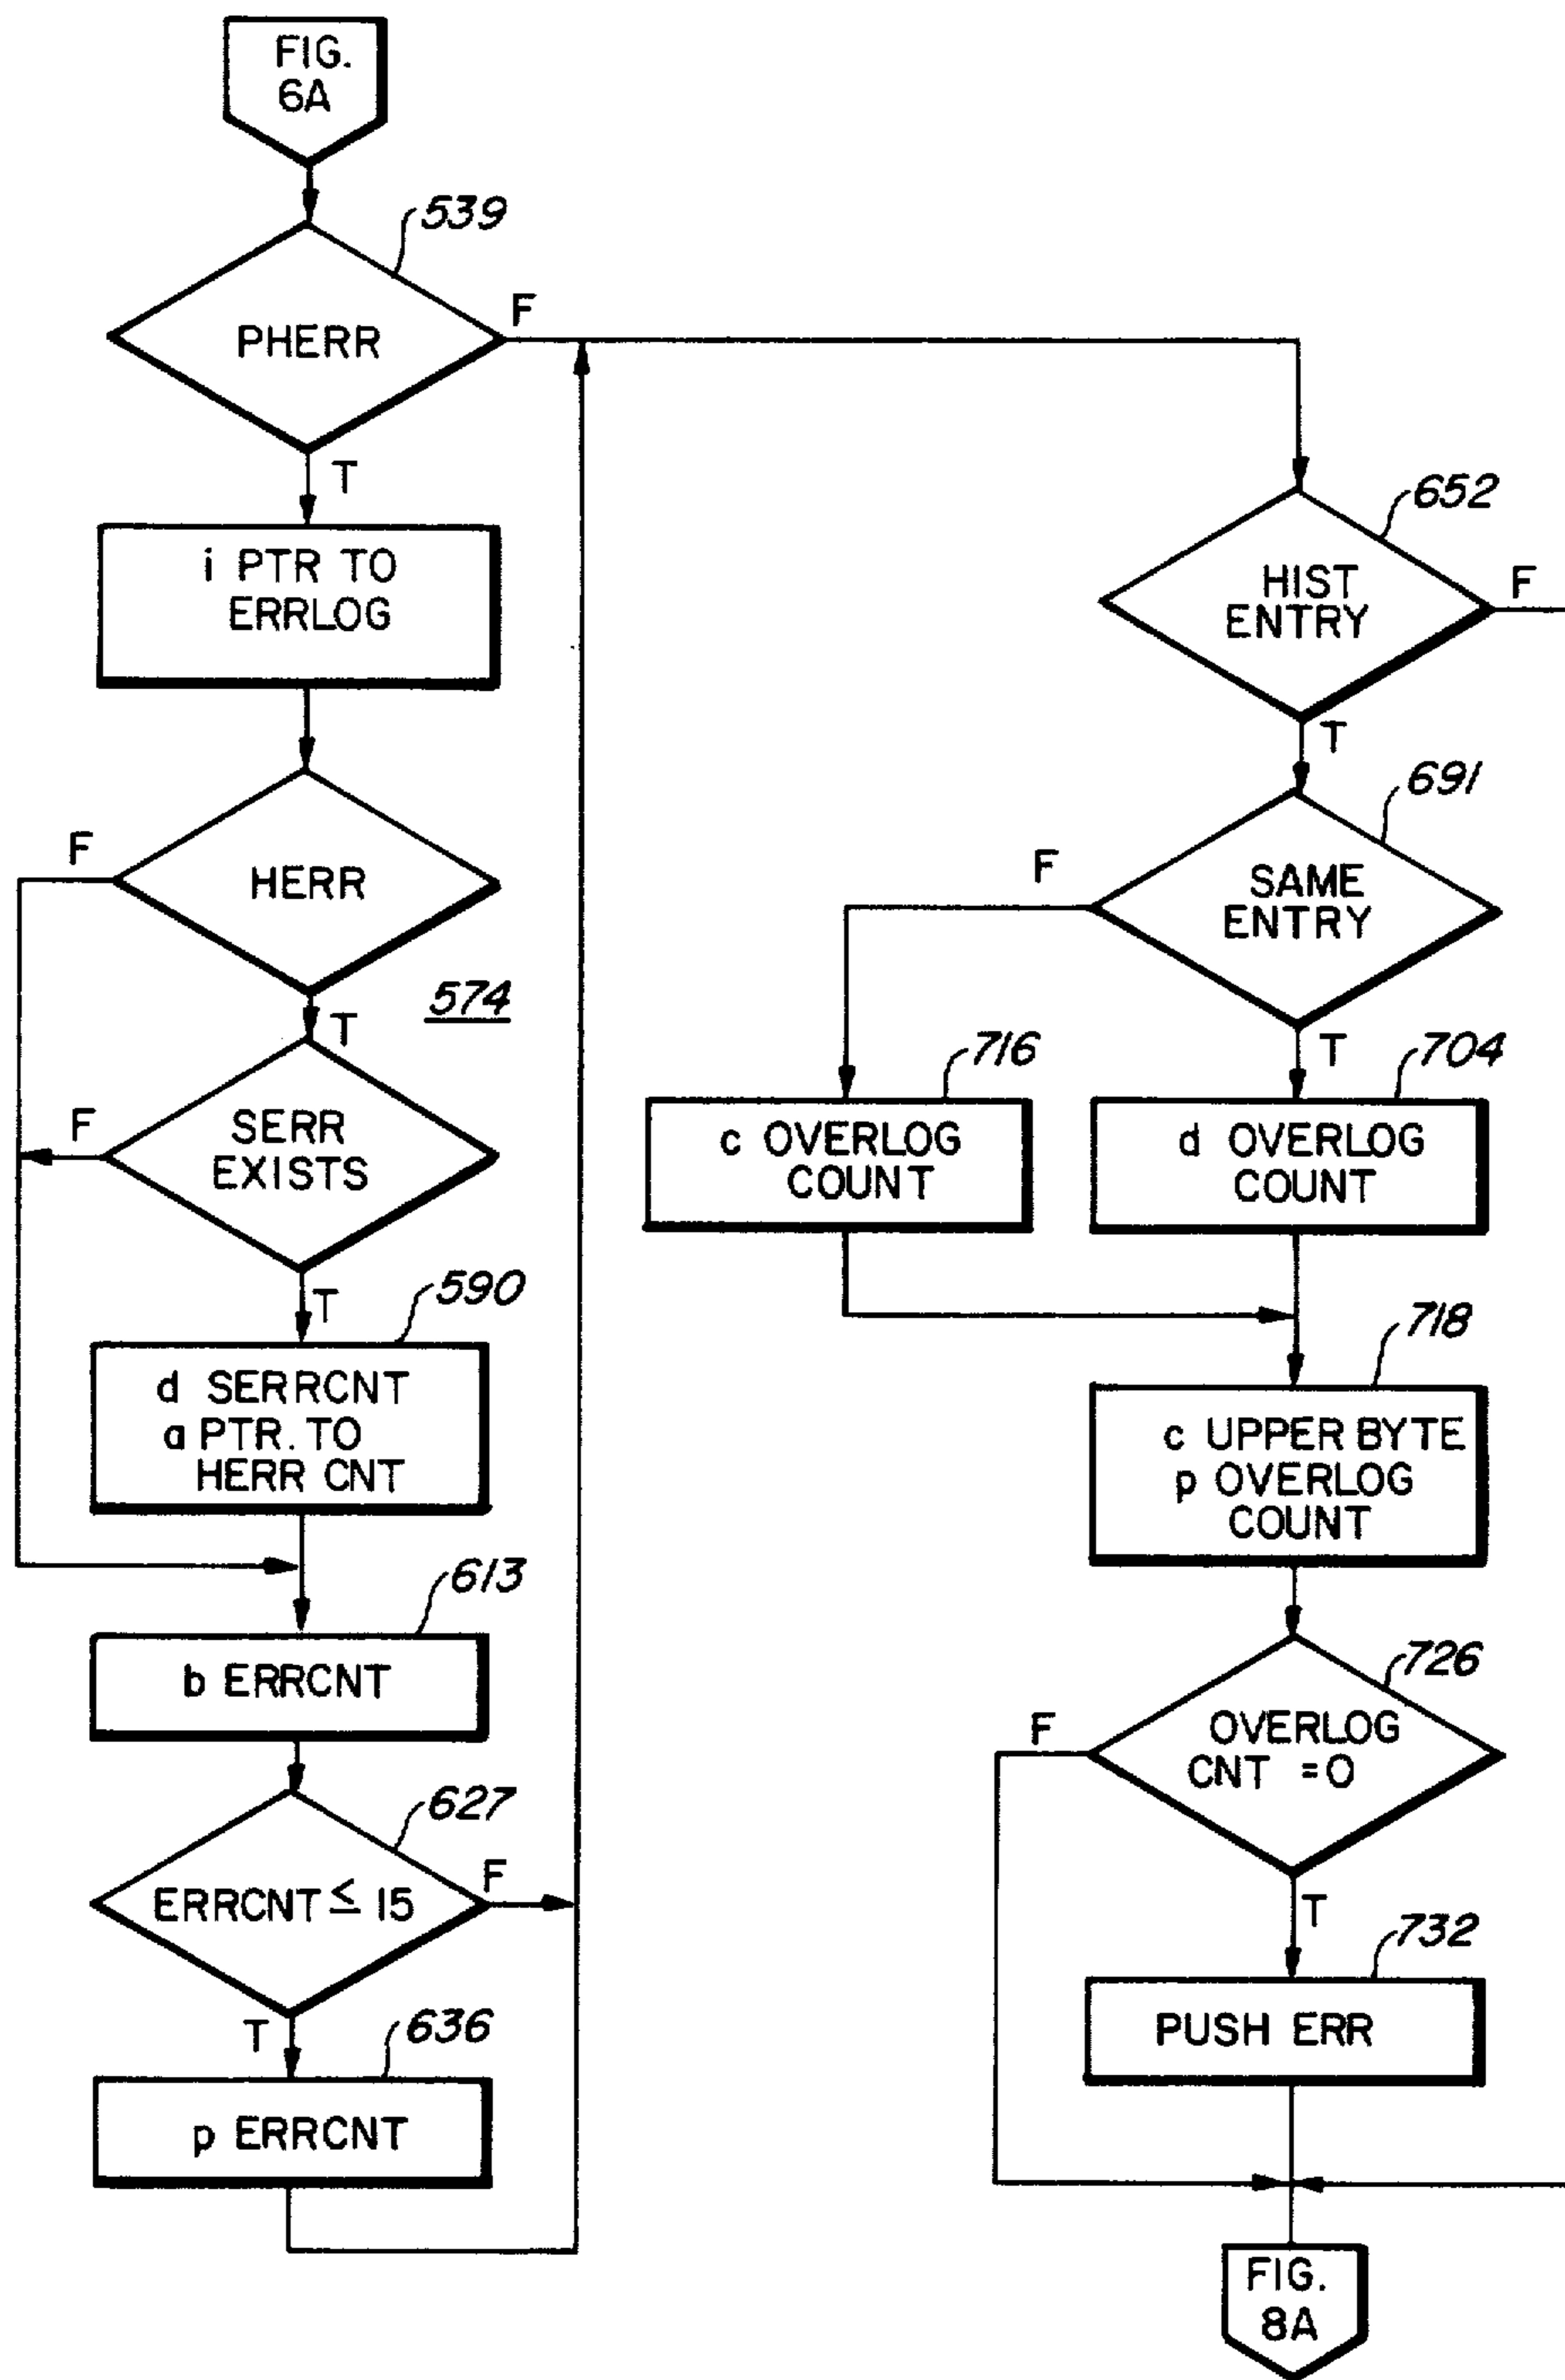 FIG.
6A
539
PHERR
F
T
i PTR TO
ERRLOG
F
HERR
574
T
F
SERR
EXISTS
T
590
d SERRCNT
a PTR. TO
HERR CNT
613
b ERRCNT
627
ERRCNT ≤ 15
F
T
636
p ERRCNT
652
HIST
ENTRY
F
T
691
F
SAME
ENTRY
T
716
c OVERLOG
COUNT
704
d OVERLOG
COUNT
718
c UPPER BYTE
p OVERLOG
COUNT
726
F
OVERLOG
CNT = 0
T
732
PUSH ERR
FIG.
8A